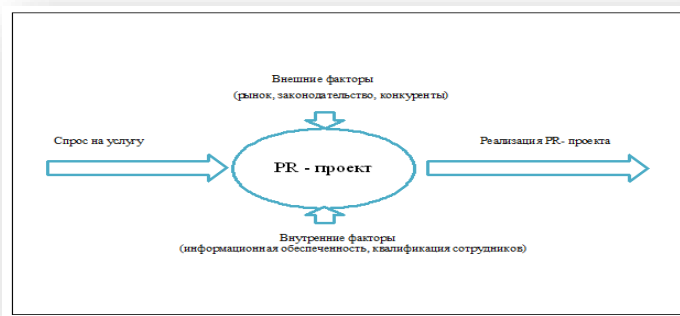 Внешние факторы
(рынок, законодательство, конкуренты)
Спрос на услугу
Реализация PR- проекта
PR - проект
Внутренние факторы
(информационная обеспеченность, квалификация сотрудников)